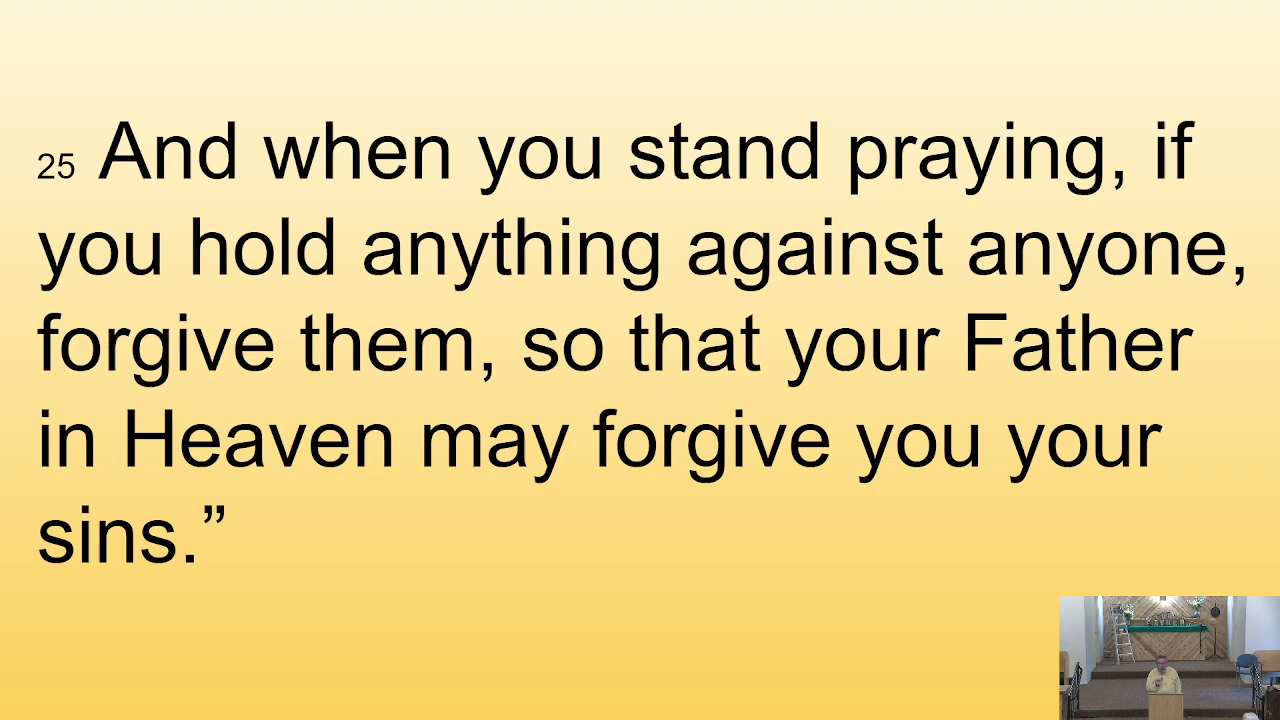 25 And when you stand praying, if
you hold anything against anyone,
forgive them, so that your Father
in Heaven may forgive you your
sins.”